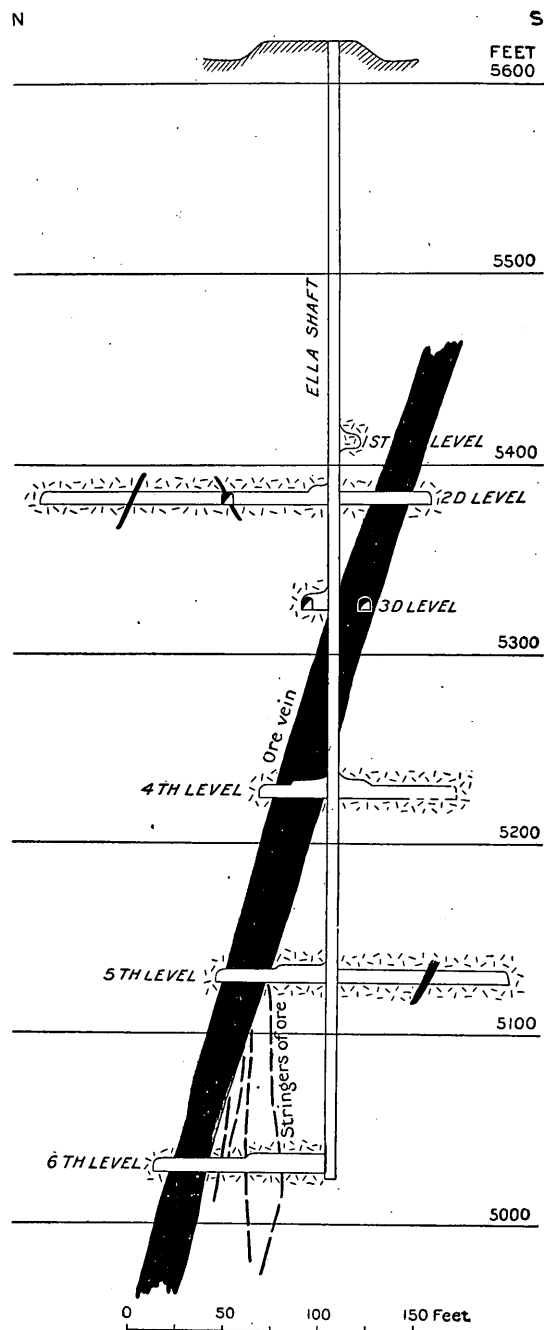 N S
FEET
5600
5500
ELLA SHAFT
1ST LEVEL
5400
2D LEVEL
3D LEVEL
5300
Ore vein
4TH LEVEL
5200
5TH LEVEL
5100
Stringers of ore
6TH LEVEL
5000
0 50 100 150 Feet